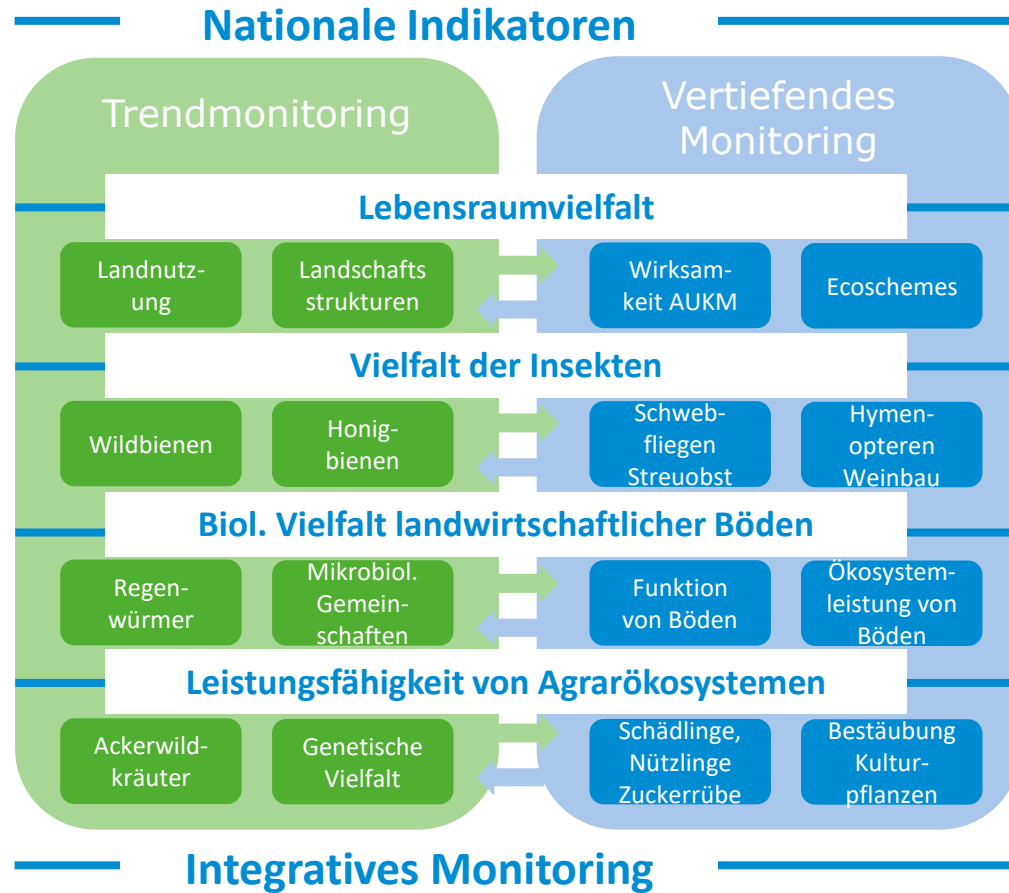 Nationale Indikatoren
Trendmonitoring
Vertiefendes
Monitoring
Lebensraumvielfalt
Landnutz-
ung
Landschafts
strukturen
Wirksam-
keit AUKM
Ecoschemes
Vielfalt der Insekten
Wildbienen
Honig-
bienen
Schweb-
fliegen
Streuobst
Hymen-
opteren
Weinbau
Biol. Vielfalt landwirtschaftlicher Böden
Regen-
würmer
Mikrobiol.
Gemein-
schaften
Funktion
von Böden
Ökosystem-
leistung von
Böden
Leistungsfähigkeit von Agrarökosystemen
Ackerwild-
kräuter
Genetische
Vielfalt
Schädlinge,
Nützlinge
Zuckerrübe
Bestäubung
Kultur-
pflanzen
Integratives Monitoring